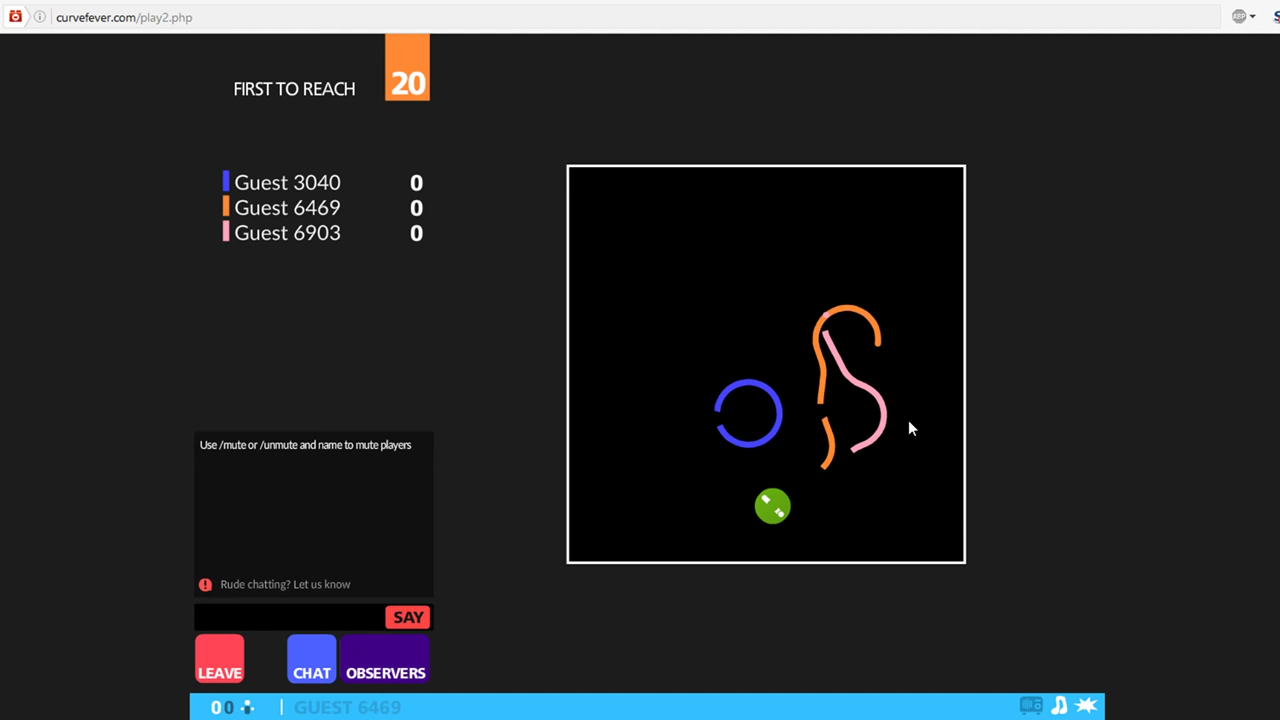 curvefever.com/play2.php
ABP
FIRST TO REACH 20
Guest 3040 0
Guest 6469 0
Guest 6903 0
Use /mute or /unmute and name to mute players
! Rude chatting? Let us know
SAY
LEAVE CHAT OBSERVERS
00 | GUEST 6469